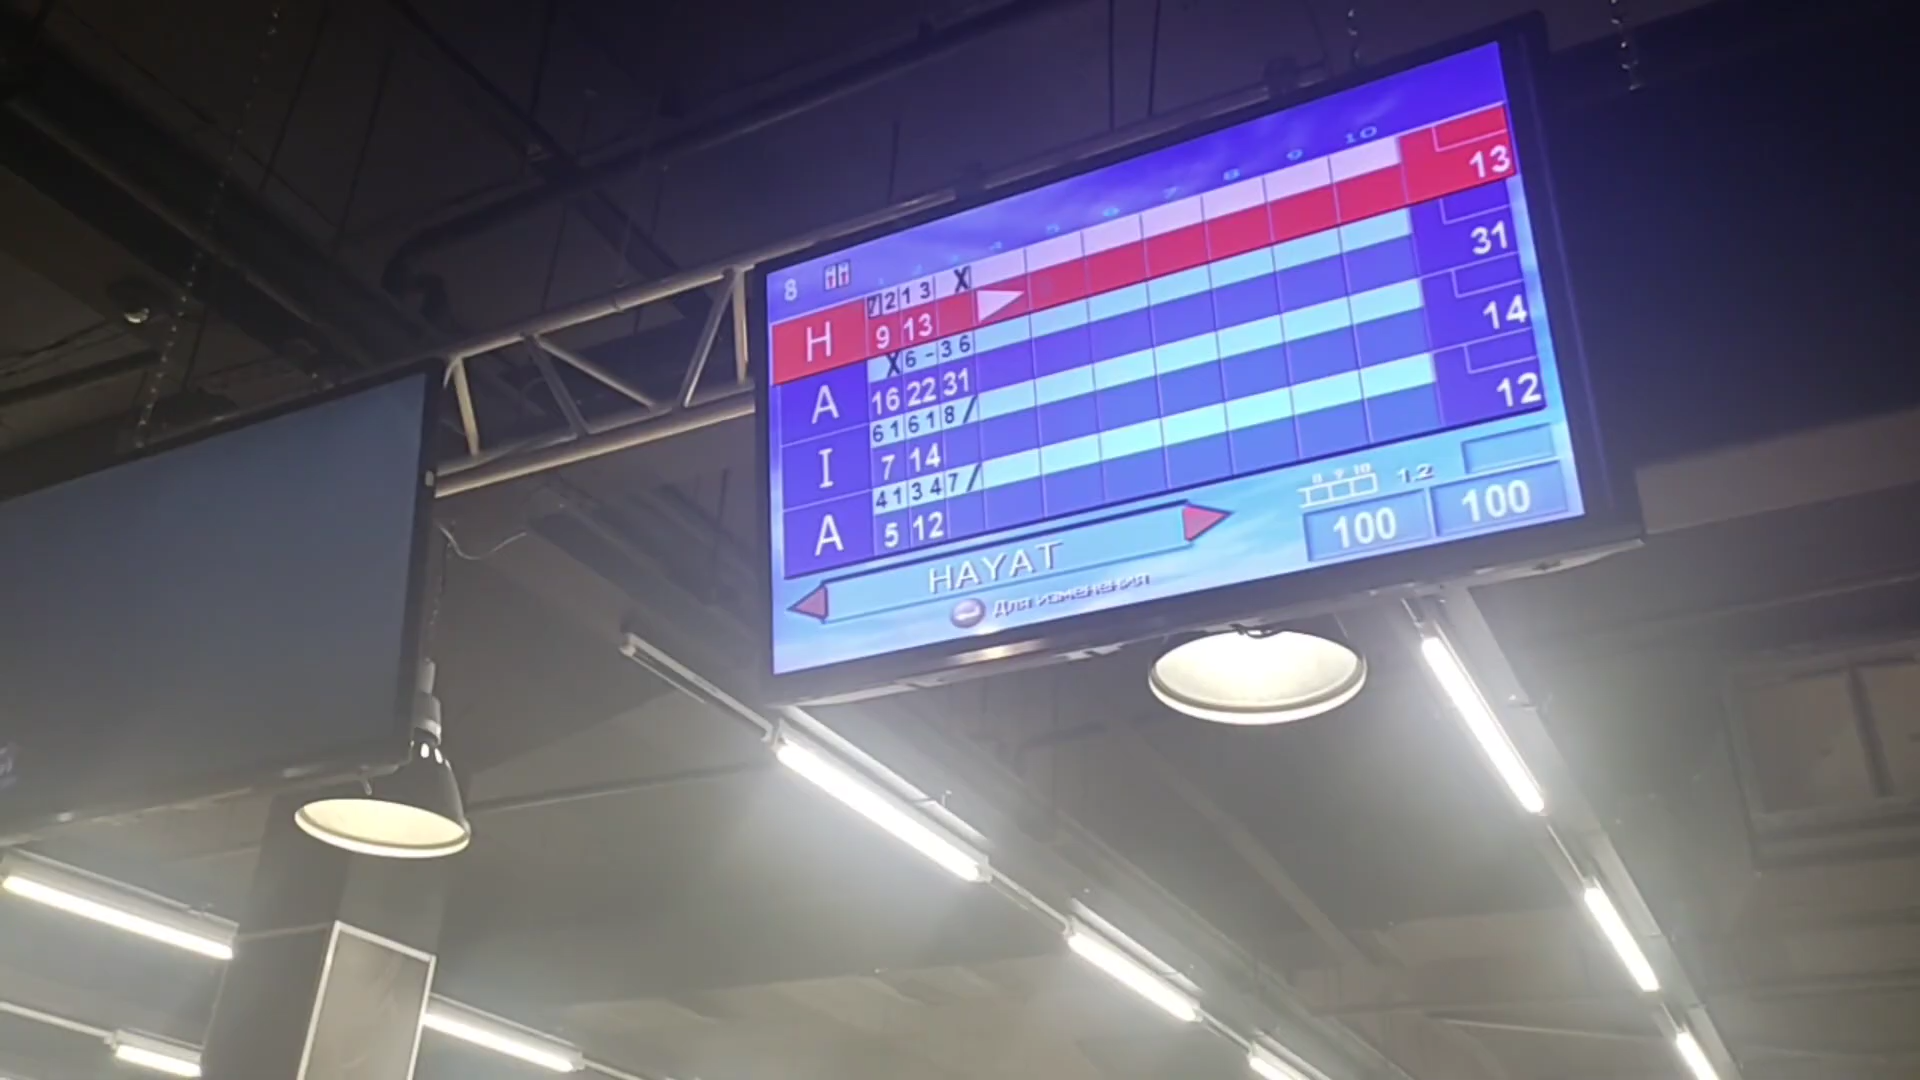 1 2 3 4 5 6 7 8 9 10
8 H H
7 2 1 3 X
H 9 13 13
X 6 - 3 6
A 16 22 31 31
6 1 6 1 8 /
I 7 14 14
4 1 3 4 7 /
A 5 12 12
8 9 10 1.2
HAYAT 100 100
Для изменения